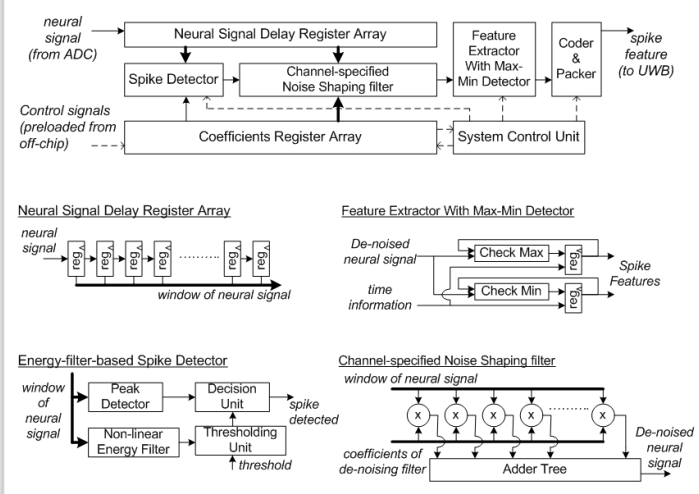 neural
signal
(from ADC)
Neural Signal Delay Register Array
Feature
Extractor
With Max-
Min Detector
Coder
&
Packer
spike
feature
(to UWB)
Spike Detector
Channel-specified
Noise Shaping filter
Control signals
(preloaded from
off-chip)
Coefficients Register Array
System Control Unit
Neural Signal Delay Register Array
neural
signal
reg
reg
reg
reg
.........
reg
reg
window of neural signal
Feature Extractor With Max-Min Detector
De-noised
neural signal
Check Max
reg
time
information
Check Min
reg
Spike
Features
Energy-filter-based Spike Detector
window
of
neural
signal
Peak
Detector
Decision
Unit
spike
detected
Non-linear
Energy Filter
Thresholding
Unit
threshold
Channel-specified Noise Shaping filter
window of neural signal
x
x
x
x
.........
x
coefficients of
de-noising filter
Adder Tree
De-noised
neural
signal